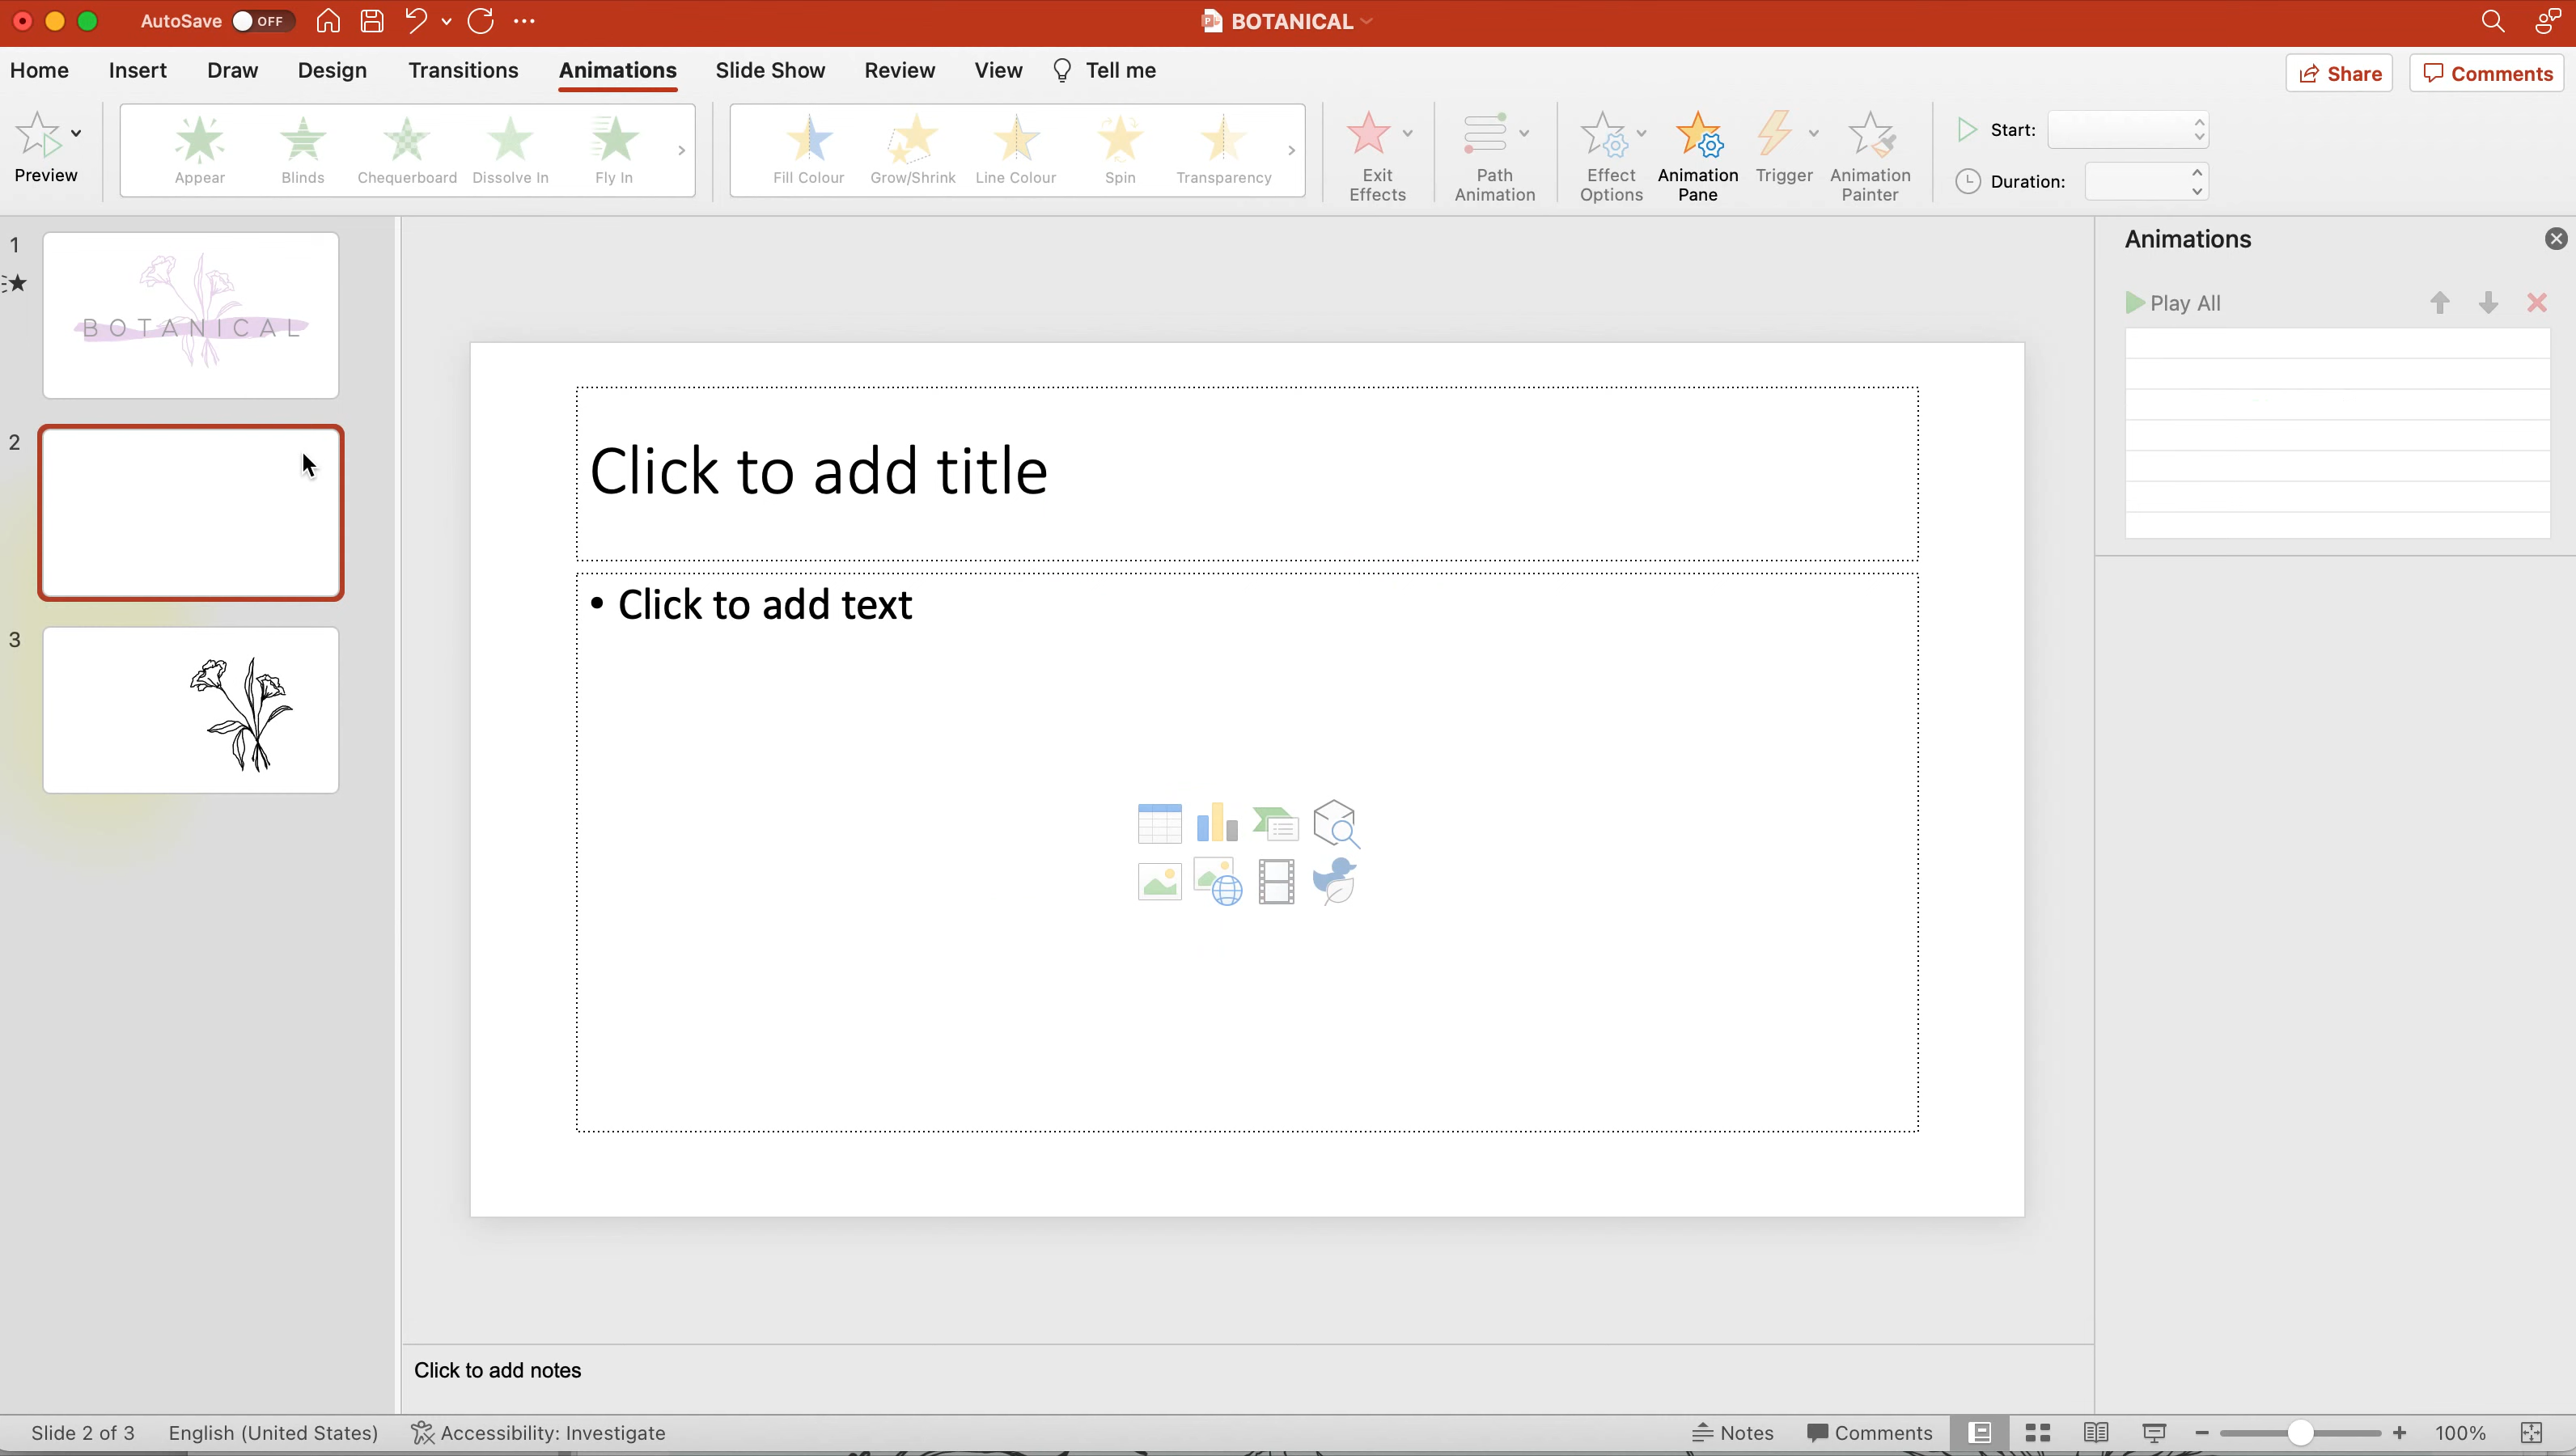 AutoSave OFF BOTANICAL
Home Insert Draw Design Transitions Animations Slide Show Review View Tell me Share Comments
Preview Appear Blinds Chequerboard Dissolve In Fly In Fill Colour Grow/Shrink Line Colour Spin Transparency Exit Effects Path Animation Effect Options Animation Pane Trigger Animation Painter
Start:
Duration:
1
BOTANICAL
2
3
Click to add title
• Click to add text
Animations
Play All
Click to add notes
Slide 2 of 3 English (United States) Accessibility: Investigate Notes Comments 100%